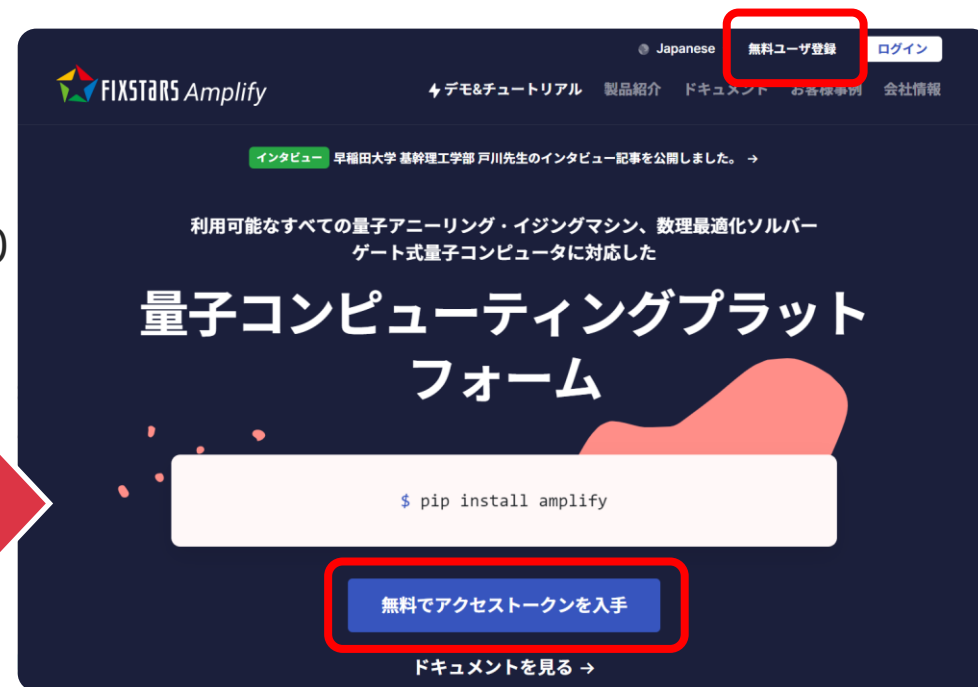 Japanese 無料ユーザ登録 ログイン
FIXSTARS Amplify デモ&チュートリアル 製品紹介 ドキュメント お客様事例 会社情報
インタビュー 早稲田大学 基幹理工学部 戸川先生のインタビュー記事を公開しました。 →
)
利用可能なすべての量子アニーリング・イジングマシン、数理最適化ソルバー
ゲート式量子コンピュータに対応した
量子コンピューティングプラット
フォーム
$ pip install amplify
無料でアクセストークンを入手
ドキュメントを見る →